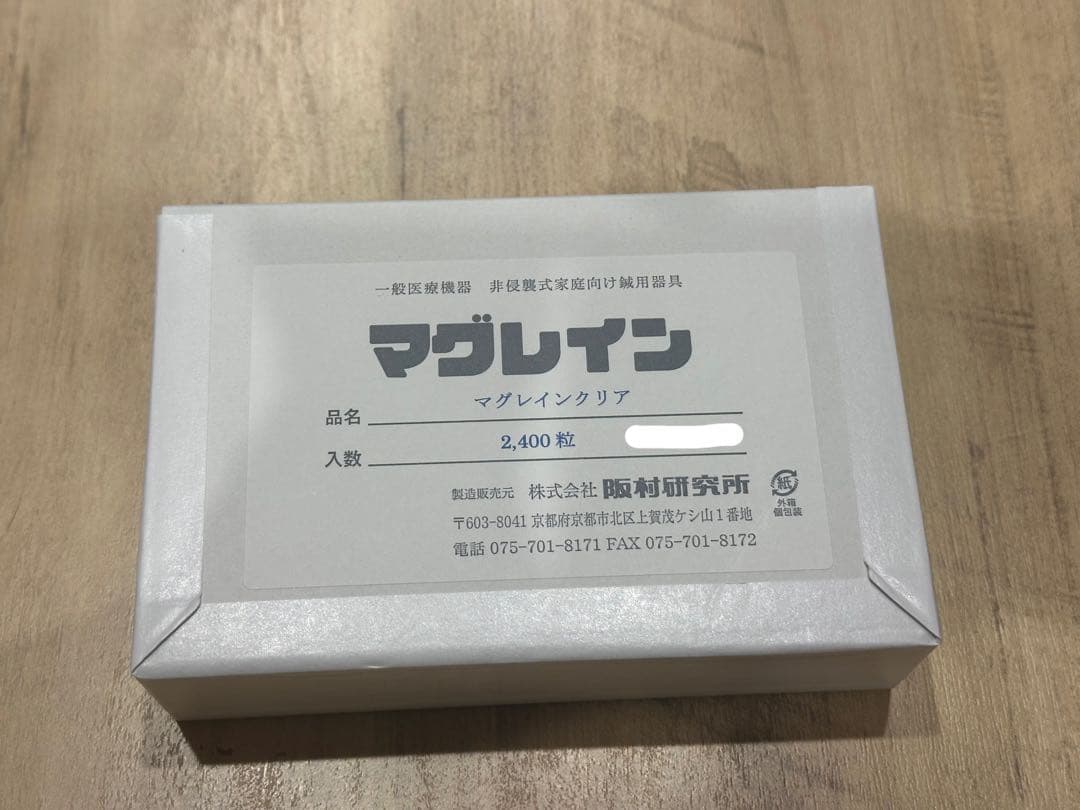 一般医療機器 非侵襲式家庭向け鍼用器具
マグレイン
品名 マグレインクリア
入数 2,400 粒
製造販売元 株式会社 阪村研究所
〒603-8041 京都府京都市北区上賀茂ケシ山1番地
電話 075-701-8171 FAX 075-701-8172
紙
外箱
個包装